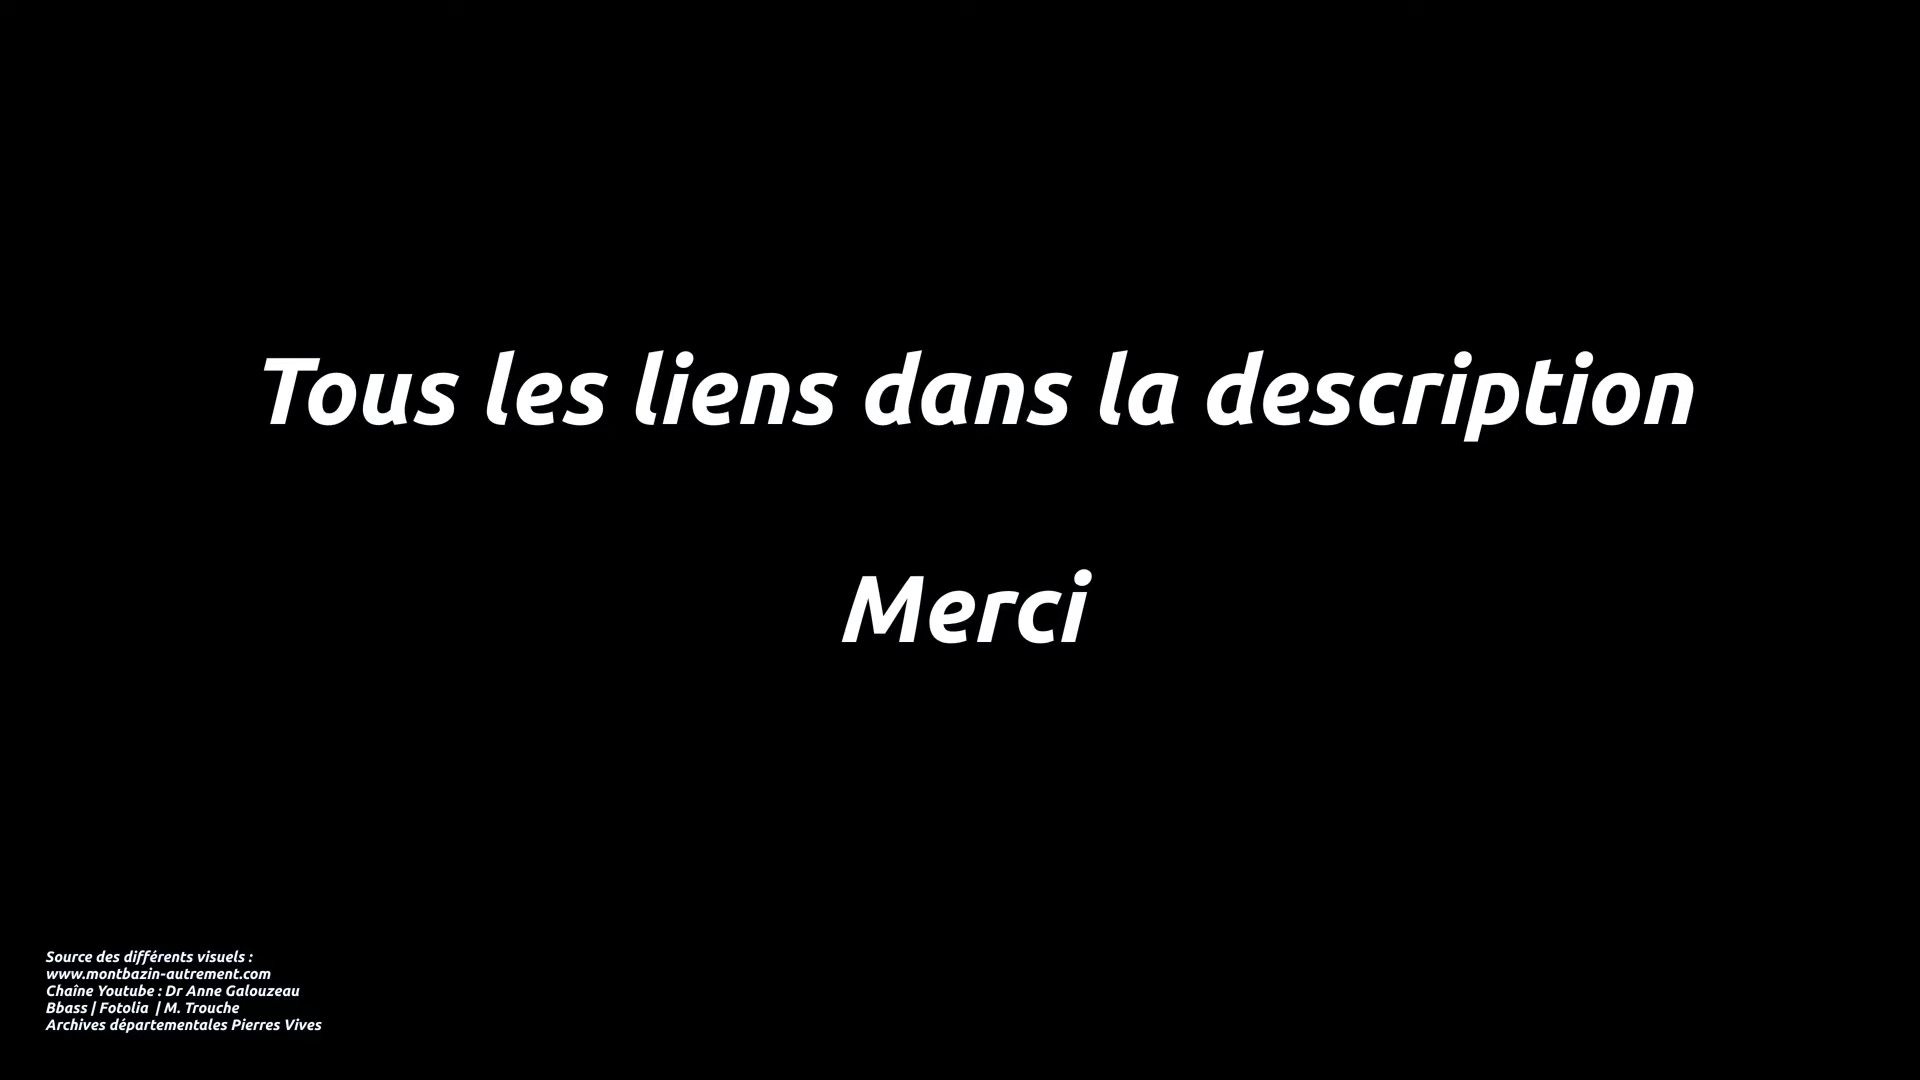 Tous les liens dans la description
Merci
Source des différents visuels :
www.montbazin-autrement.com
Chaîne Youtube : Dr Anne Galouzeau
Bbass | Fotolia | M. Trouche
Archives départementales Pierres Vives